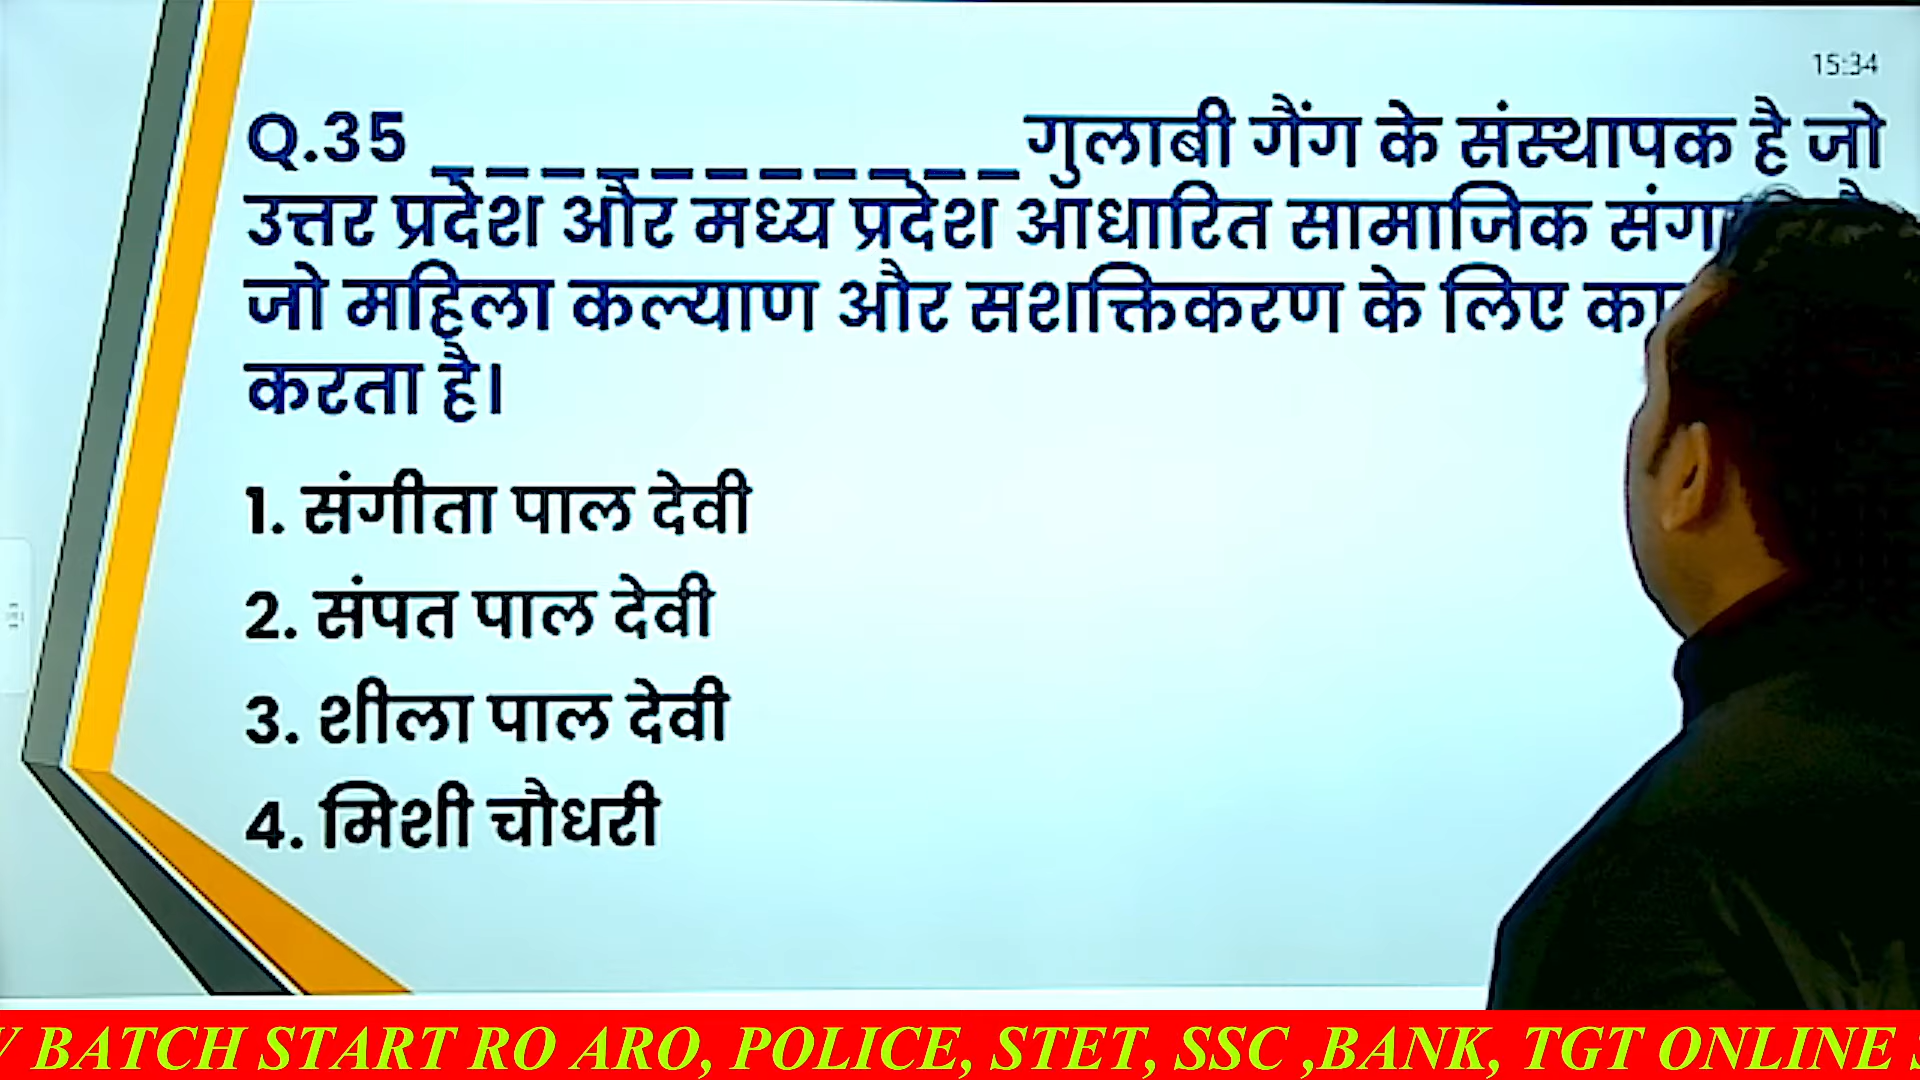 15:34
Q.35 ___________ गुलाबी गैंग के संस्थापक है जो
उत्तर प्रदेश और मध्य प्रदेश आधारित सामाजिक
जो महिला कल्याण और सशक्तिकरण के लिए
करता है।
1. संगीता पाल देवी
2. संपत पाल देवी
3. शीला पाल देवी
4. मिशी चौधरी
BATCH START RO ARO, POLICE, STET, SSC ,BANK, TGT ONLINE